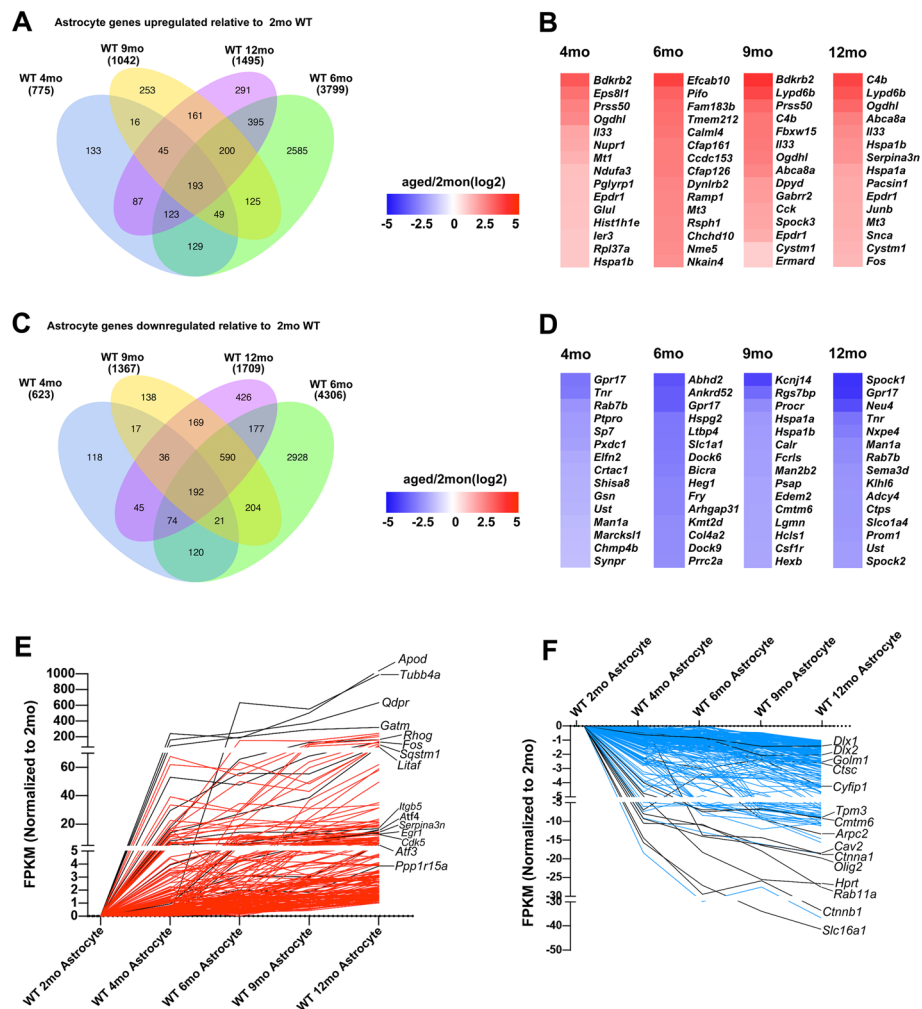 A
Astrocyte genes upregulated relative to 2mo WT
WT 9mo
(1042)
WT 12mo
(1495)
WT 4mo
(775)
WT 6mo
(3799)
253
291
16
161
395
133
45
200
2585
193
87
123
49
125
129
aged/2mon(log2)
-5
-2.5
0
2.5
5
B
4mo
6mo
9mo
12mo
Bdkrb2
Eps8l1
Prss50
Ogdhl
Il33
Nupr1
Mt1
Ndufa3
Pglyrp1
Epdr1
Glul
Hist1h1e
Ier3
Rpl37a
Hspa1b
Efcab10
Pifo
Fam183b
Tmem212
Calml4
Cfap161
Ccdc153
Cfap126
Dynlrb2
Ramp1
Mt3
Rsph1
Chchd10
Nme5
Nkain4
Bdkrb2
Lypd6b
Prss50
C4b
Fbxw15
Il33
Ogdhl
Abca8a
Dpyd
Gabrr2
Cck
Spock3
Epdr1
Cystm1
Ermard
C4b
Lypd6b
Ogdhl
Abca8a
Il33
Hspa1b
Serpina3n
Hspa1a
Pacsin1
Epdr1
Junb
Mt3
Snca
Cystm1
Fos
C
Astrocyte genes downregulated relative to 2mo WT
WT 9mo
(1367)
WT 12mo
(1709)
WT 4mo
(623)
WT 6mo
(4306)
138
426
17
169
177
118
36
590
2928
192
45
74
21
204
120
aged/2mon(log2)
-5
-2.5
0
2.5
5
D
4mo
6mo
9mo
12mo
Gpr17
Tnr
Rab7b
Ptpro
Sp7
Pxdc1
Elfn2
Crtac1
Shisa8
Gsn
Ust
Man1a
Marcksl1
Chmp4b
Synpr
Abhd2
Ankrd52
Gpr17
Hspg2
Ltbp4
Slc1a1
Dock6
Bicra
Heg1
Fry
Arhgap31
Kmt2d
Col4a2
Dock9
Prrc2a
Kcnj14
Rgs7bp
Procr
Hspa1a
Hspa1b
Calr
Fcrls
Man2b2
Psap
Edem2
Cmtm6
Lgmn
Hcls1
Csf1r
Hexb
Spock1
Gpr17
Neu4
Tnr
Nxpe4
Man1a
Rab7b
Sema3d
Klhl6
Adcy4
Ctps
Slco1a4
Prom1
Ust
Spock2
E
FPKM (Normalized to 2mo)
1000
800
600
400
200
60
40
20
5
4
3
2
1
0
Apod
Tubb4a
Qdpr
Gatm
Rhog
Fos
Sqstm1
Litaf
Itgb5
Atf4
Serpina3n
Egr1
Cdk5
Atf3
Ppp1r15a
WT 2mo Astrocyte
WT 4mo Astrocyte
WT 6mo Astrocyte
WT 9mo Astrocyte
WT 12mo Astrocyte
F
WT 2mo Astrocyte
WT 4mo Astrocyte
WT 6mo Astrocyte
WT 9mo Astrocyte
WT 12mo Astrocyte
FPKM (Normalized to 2mo)
0
-1
-2
-3
-4
-5
-5
-10
-15
-20
-25
-30
-30
-40
-50
Dlx1
Dlx2
Golm1
Ctsc
Cyfip1
Tpm3
Cmtm6
Arpc2
Cav2
Ctnna1
Olig2
Hprt
Rab11a
Ctnnb1
Slc16a1